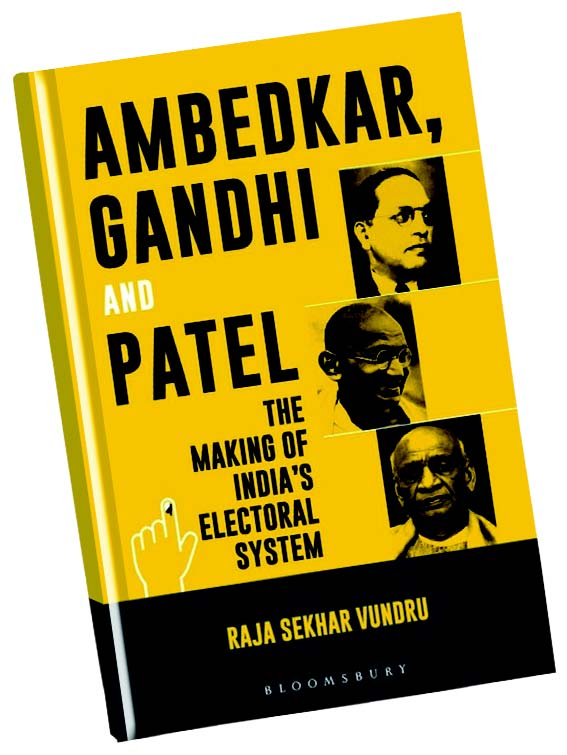 AMBEDKAR,
GANDHI
AND
PATEL
THE
MAKING OF
INDIA'S
ELECTORAL
SYSTEM
RAJA SEKHAR VUNDRU
BLOOMSBURY